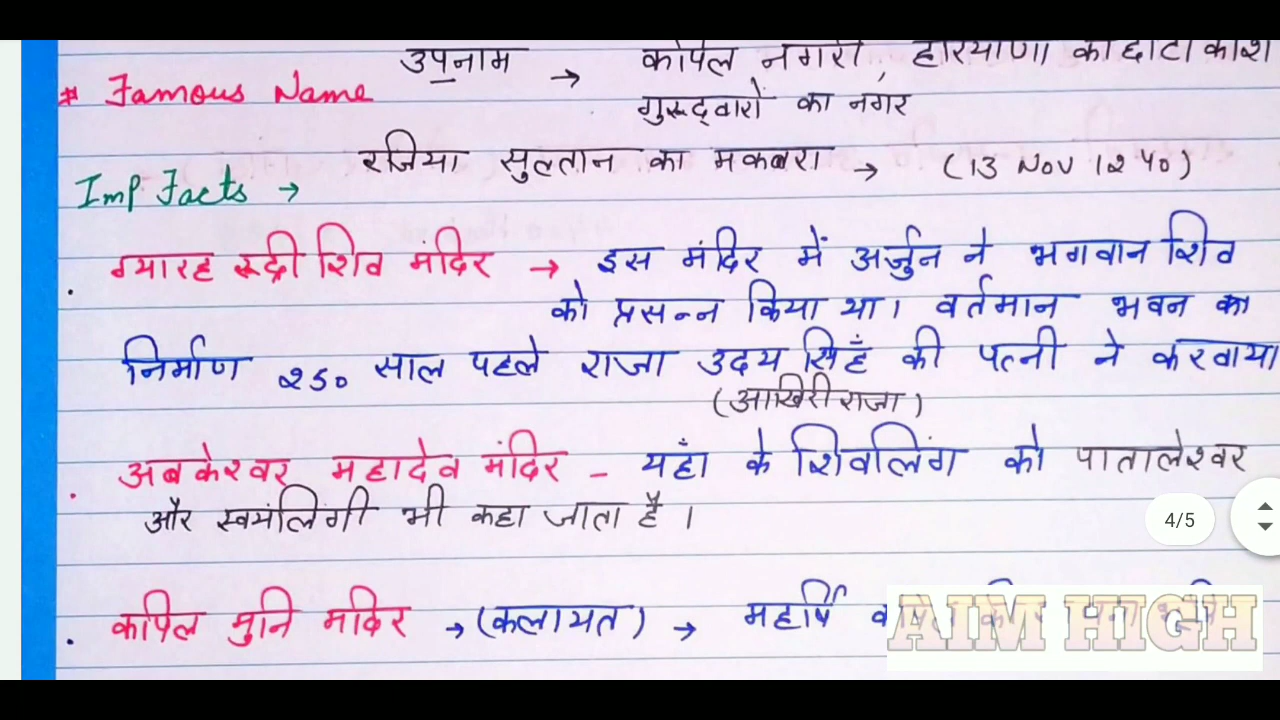 उपनाम → कपिल नगरी, हरियाणा का छोटा काशी
# Famous Name गुरूद्वारों का नगर
रजिया सुल्तान का मकबरा → (13 Nov 1240)
Imp Facts →
ग्यारह रूद्री शिव मंदिर → इस मंदिर में अर्जुन ने भगवान शिव
को प्रसन्न किया था। वर्तमान भवन का
निर्माण 250 साल पहले राजा उदय सिहँ की पत्नी ने करवाया
(आखिरी राजा)
. अबकेश्वर महादेव मंदिर - यहाँ के शिवलिंग को पातालेश्वर
और स्वयंलिंगी भी कहा जाता है।
4/5
. कपिल मुनि मंदिर → (कलायत) → महर्षि
AIM HIGH